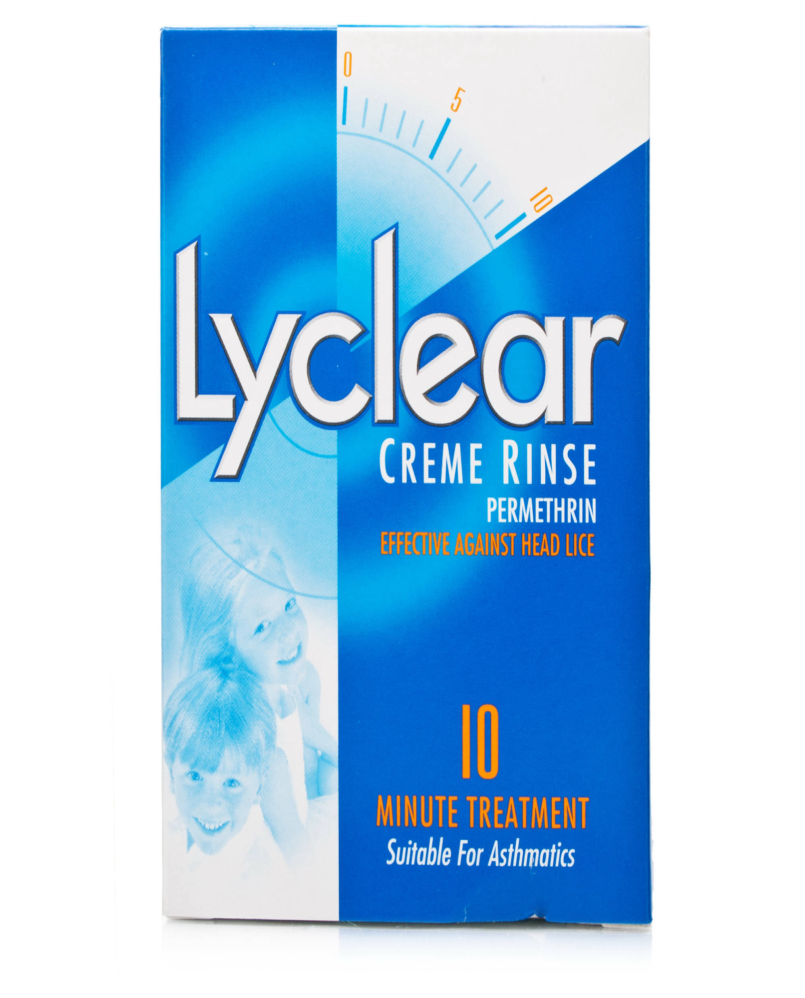 0
5
10
Lyclear
CREME RINSE
PERMETHRIN
EFFECTIVE AGAINST HEAD LICE
10
MINUTE TREATMENT
Suitable For Asthmatics